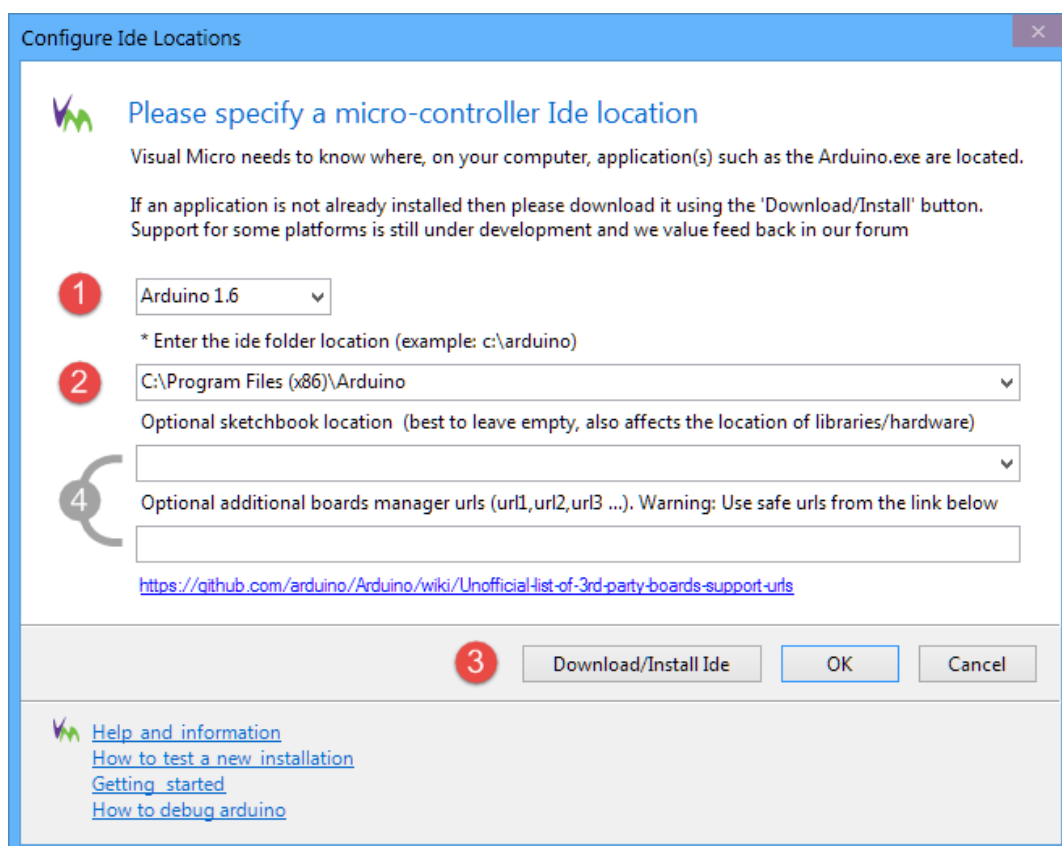 Configure Ide Locations
Please specify a micro-controller Ide location
Visual Micro needs to know where, on your computer, application(s) such as the Arduino.exe are located.
If an application is not already installed then please download it using the 'Download/Install' button.
Support for some platforms is still under development and we value feed back in our forum
1 Arduino 1.6
* Enter the ide folder location (example: c:\arduino)
2 C:\Program Files (x86)\Arduino
Optional sketchbook location (best to leave empty, also affects the location of libraries/hardware)
4 Optional additional boards manager urls (url1,url2,url3 ...). Warning: Use safe urls from the link below
https://github.com/arduino/Arduino/wiki/Unofficial-list-of-3rd-party-boards-support-urls
3 Download/Install Ide OK Cancel
Help and information
How to test a new installation
Getting started
How to debug arduino